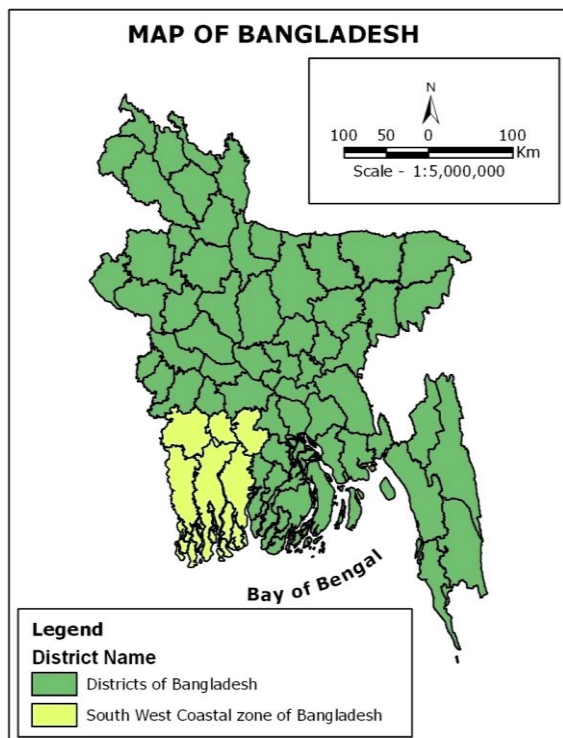 MAP OF BANGLADESH
N
100 50 0 100
Km
Scale - 1:5,000,000
Bay of Bengal
Legend
District Name
Districts of Bangladesh
South West Coastal zone of Bangladesh